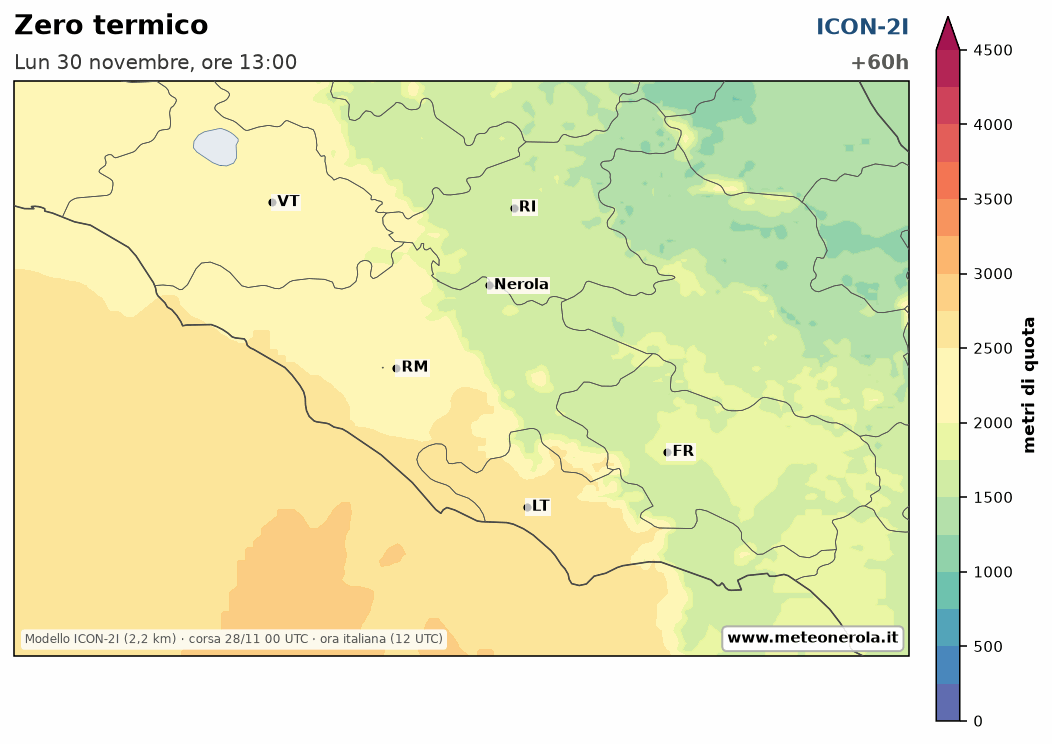 Zero termico
ICON-2I
Lun 30 novembre, ore 13:00
+60h
4500
4000
3500
3000
2500
2000
1500
1000
500
0
metri di quota
VT
RI
Nerola
RM
FR
LT
Modello ICON-2I (2,2 km) · corsa 28/11 00 UTC · ora italiana (12 UTC)
www.meteonerola.it